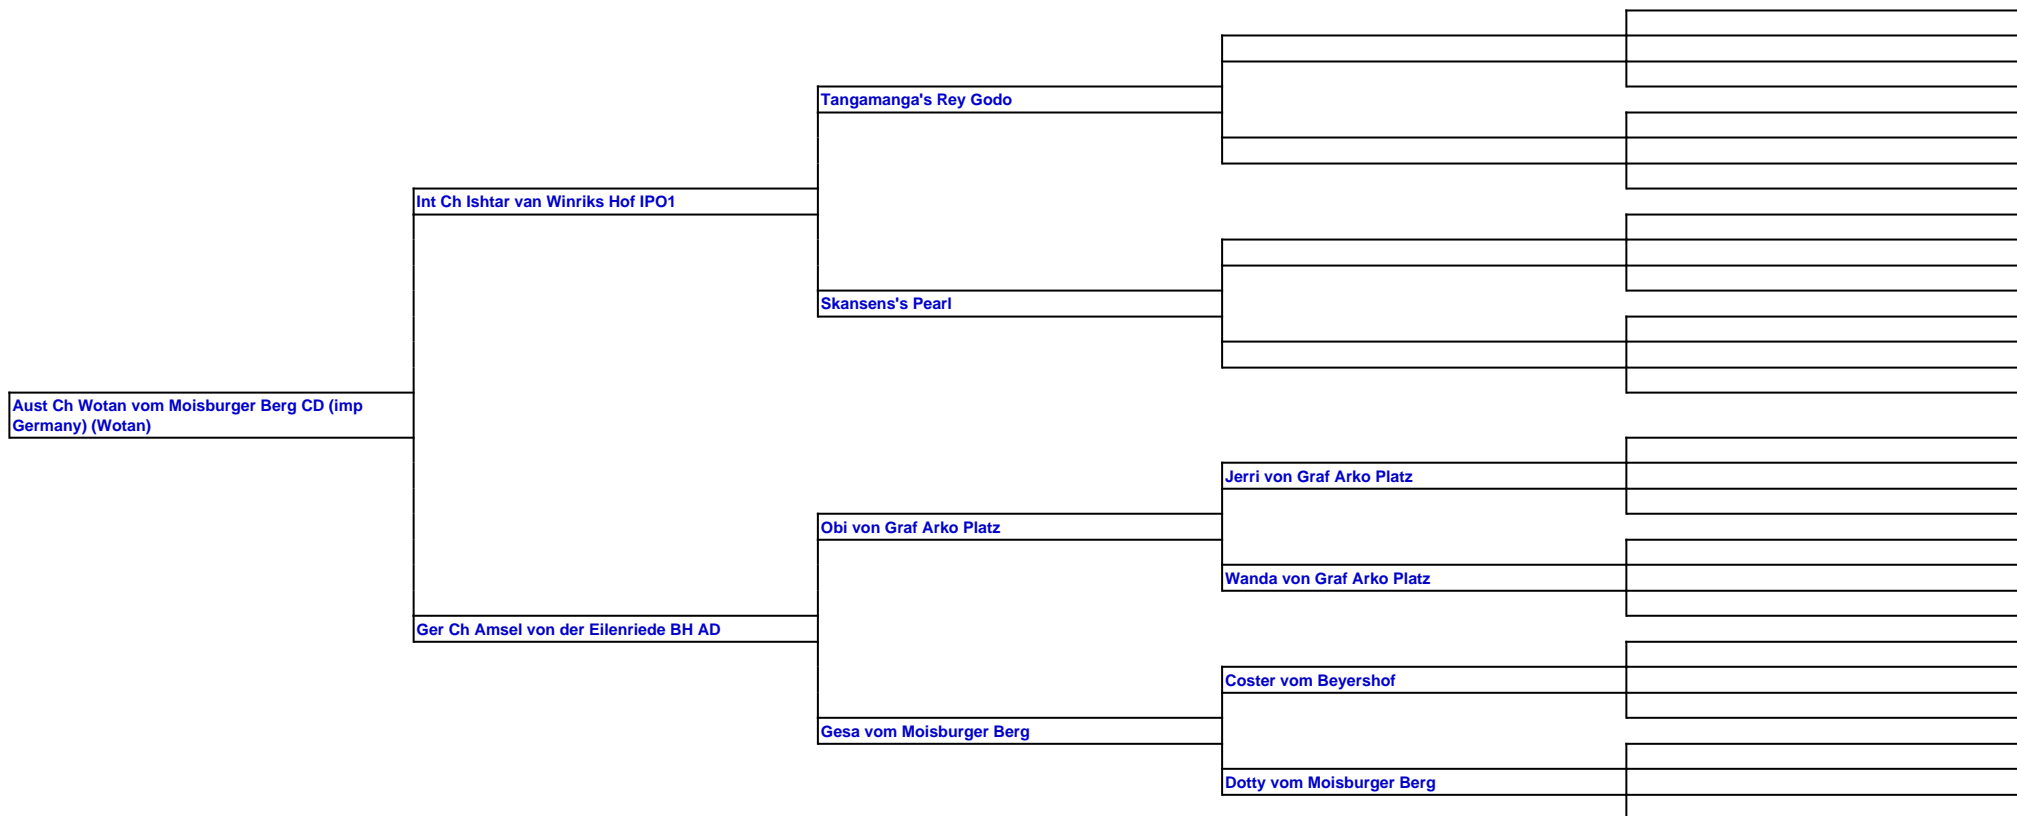 Tangamanga's Rey Godo
Int Ch Ishtar van Winriks Hof IPO1
Skansens's Pearl
Aust Ch Wotan vom Moisburger Berg CD (imp
Germany) (Wotan)
Jerri von Graf Arko Platz
Obi von Graf Arko Platz
Wanda von Graf Arko Platz
Ger Ch Amsel von der Eilenriede BH AD
Coster vom Beyershof
Gesa vom Moisburger Berg
Dotty vom Moisburger Berg